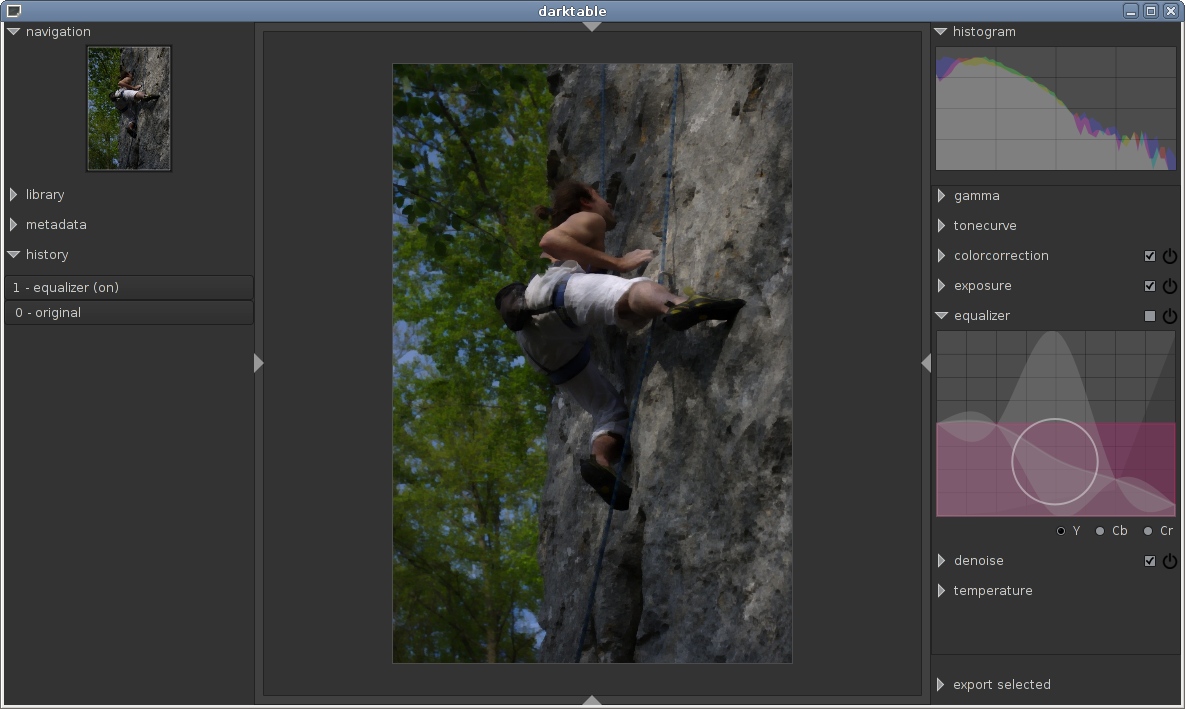 darktable
navigation
library
metadata
history
1 - equalizer (on)
0 - original
histogram
gamma
tonecurve
colorcorrection
exposure
equalizer
Y Cb Cr
denoise
temperature
export selected